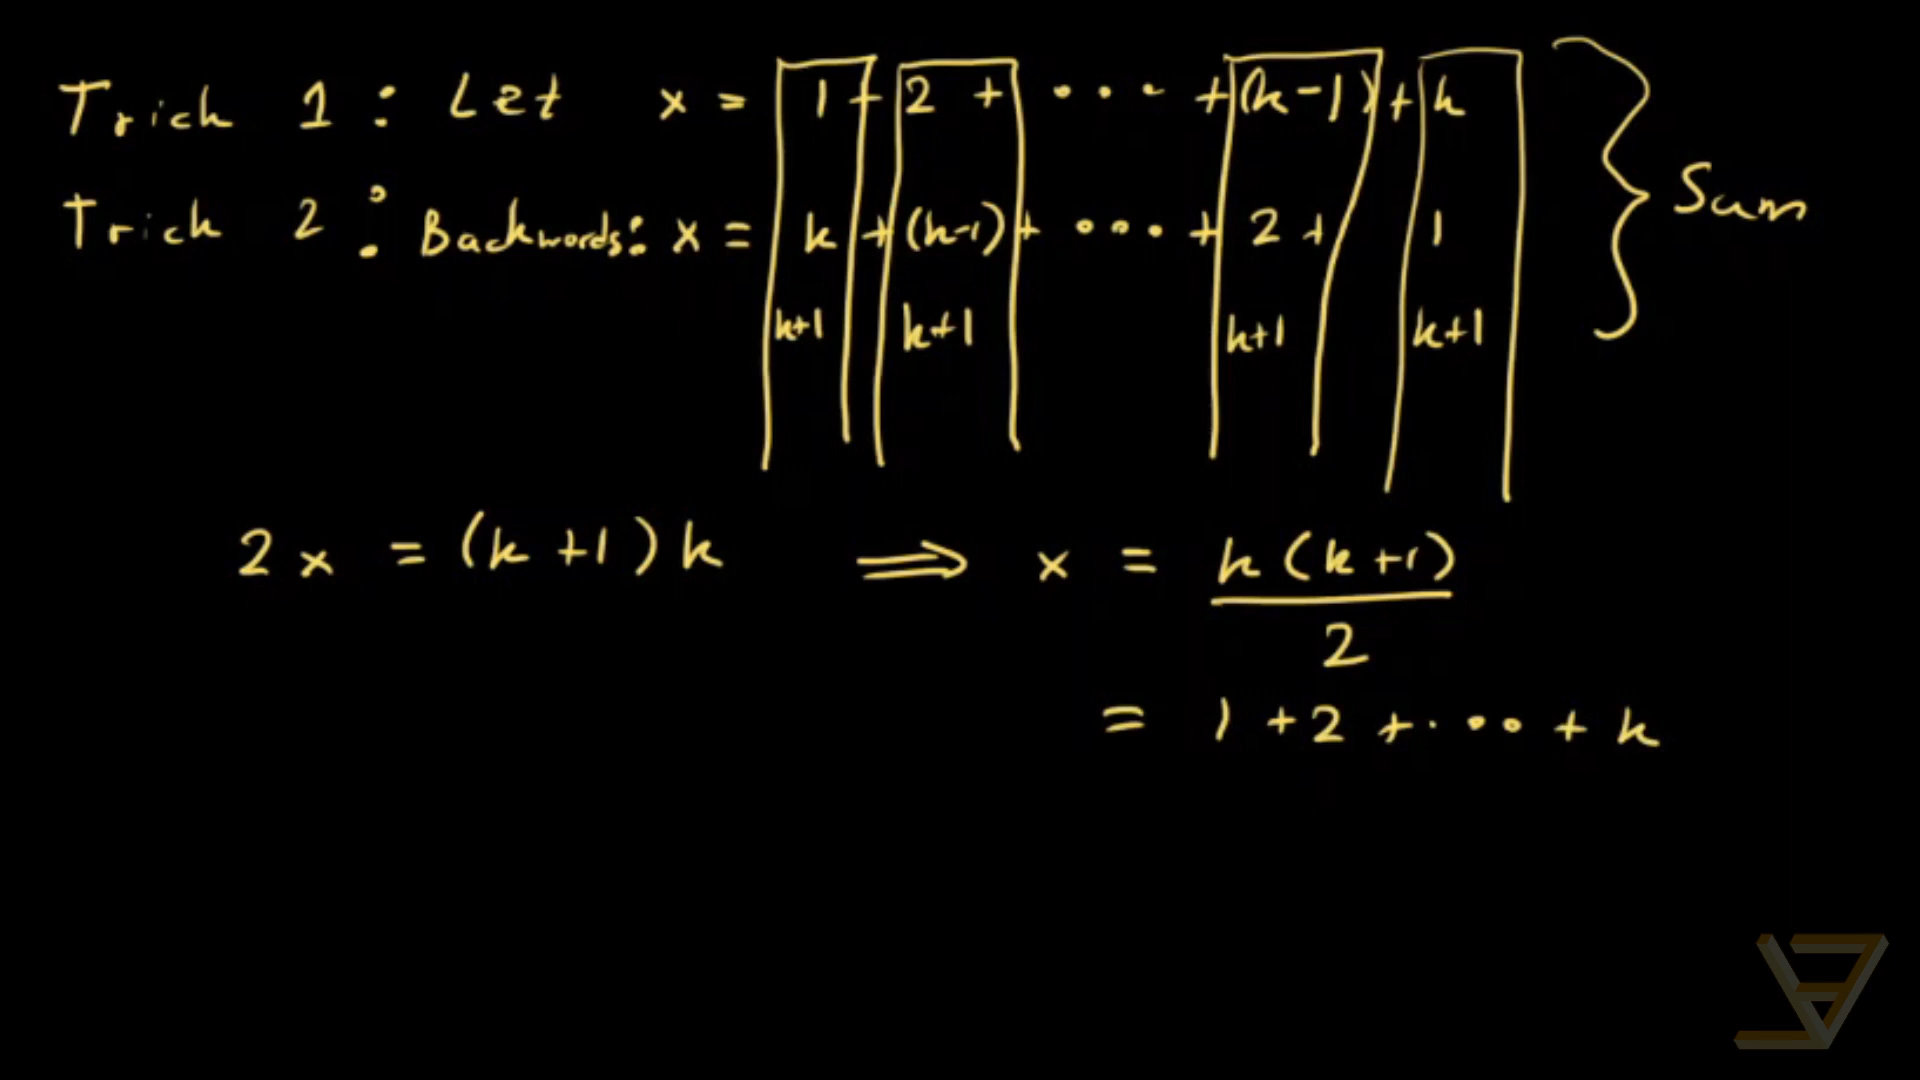 Trick 1 : Let x = 1 + 2 + ... + (k-1) + k
Trick 2 : Backwords: x = k + (k-1) + ... + 2 + 1
k+1 k+1 k+1 k+1
} Sum
2x = (k+1)k ⟹ x = k(k+1)
2
= 1 + 2 + ... + k